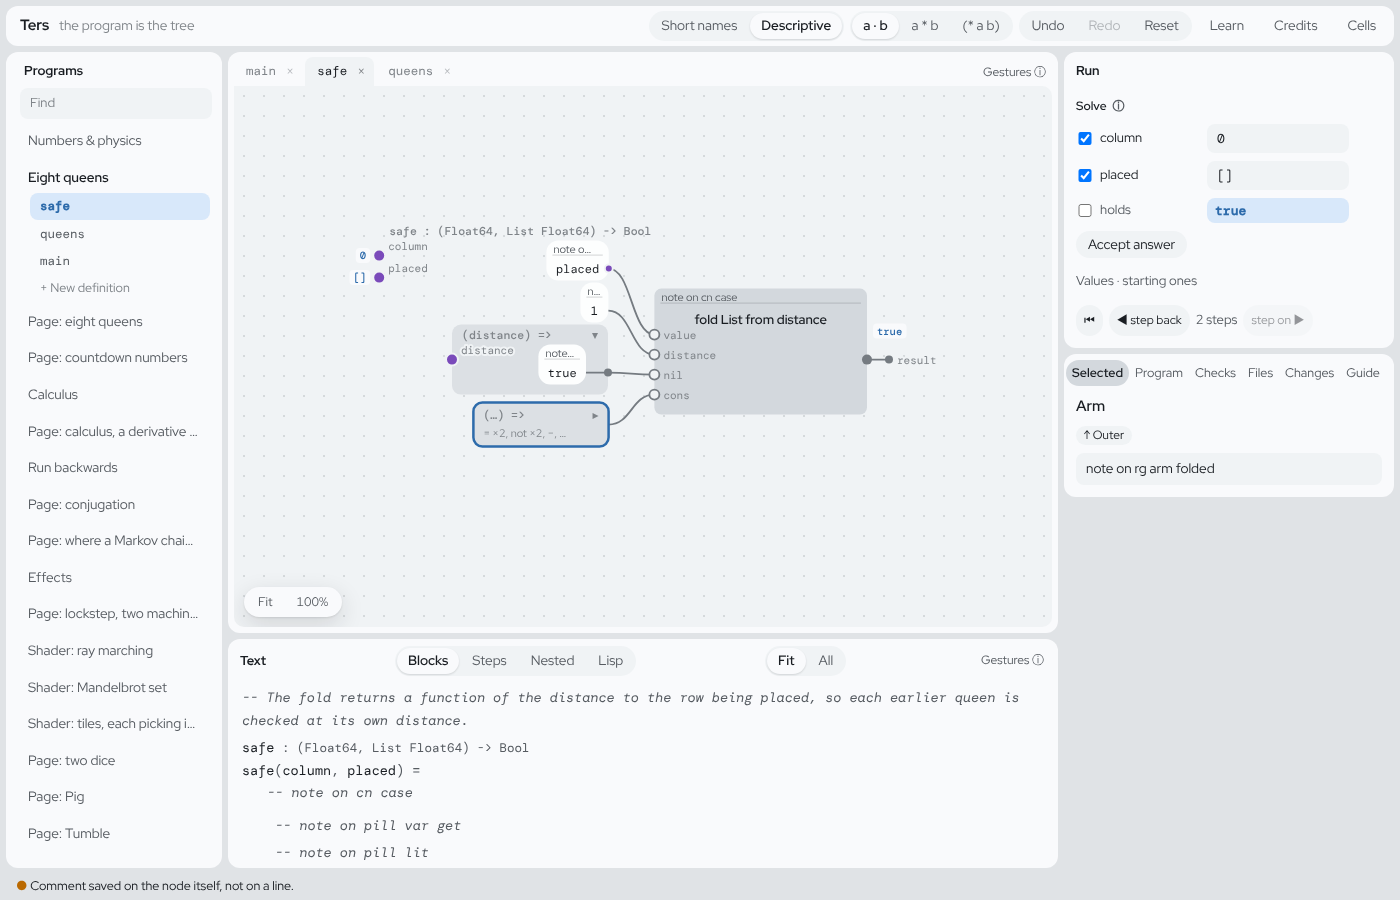 Ters the program is the tree
Short names Descriptive a · b a * b (* a b) Undo Redo Reset Learn Credits Cells
Programs
Find
Numbers & physics
Eight queens
safe
queens
main
+ New definition
Page: eight queens
Page: countdown numbers
Calculus
Page: calculus, a derivative ...
Run backwards
Page: conjugation
Page: where a Markov chai...
Effects
Page: lockstep, two machin...
Shader: ray marching
Shader: Mandelbrot set
Shader: tiles, each picking i...
Page: two dice
Page: Pig
Page: Tumble
main × safe × queens ×
Gestures ⓘ
safe : (Float64, List Float64) -> Bool
column
0
placed
[]
note o...
placed
n...
1
(distance) => ▼
distance
note...
true
(…) => ▶
= ×2, not ×2, −, ...
note on cn case
fold List from distance
value
distance
nil
cons
true
result
Fit 100%
Text
Blocks Steps Nested Lisp
Fit All
Gestures ⓘ
-- The fold returns a function of the distance to the row being placed, so each earlier queen is
checked at its own distance.
safe : (Float64, List Float64) -> Bool
safe(column, placed) =
-- note on cn case
-- note on pill var get
-- note on pill lit
Run
Solve ⓘ
column 0
placed []
holds true
Accept answer
Values · starting ones
⏮ ◀ step back 2 steps step on ▶
Selected Program Checks Files Changes Guide
Arm
↑ Outer
note on rg arm folded
Comment saved on the node itself, not on a line.